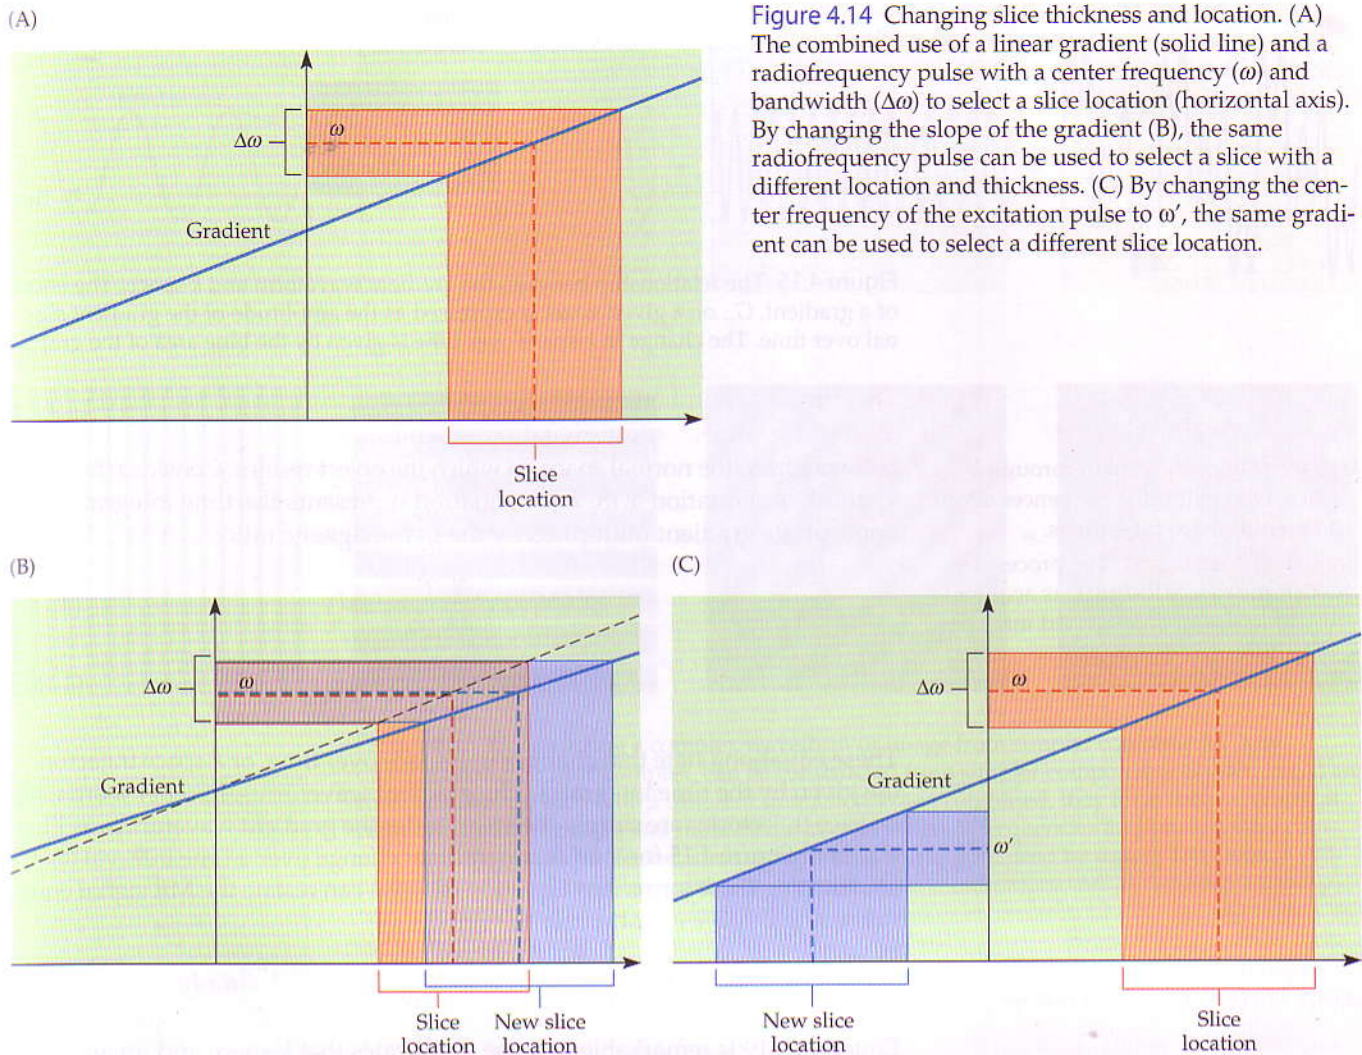 (A)
Figure 4.14 Changing slice thickness and location. (A)
The combined use of a linear gradient (solid line) and a
radiofrequency pulse with a center frequency (ω) and
bandwidth (Δω) to select a slice location (horizontal axis).
By changing the slope of the gradient (B), the same
radiofrequency pulse can be used to select a slice with a
different location and thickness. (C) By changing the cen-
ter frequency of the excitation pulse to ω′, the same gradi-
ent can be used to select a different slice location.
ω
Δω
Gradient
Slice
location
(B)
ω
Δω
Gradient
Slice
location
New slice
location
(C)
ω
Δω
Gradient
ω′
New slice
location
Slice
location